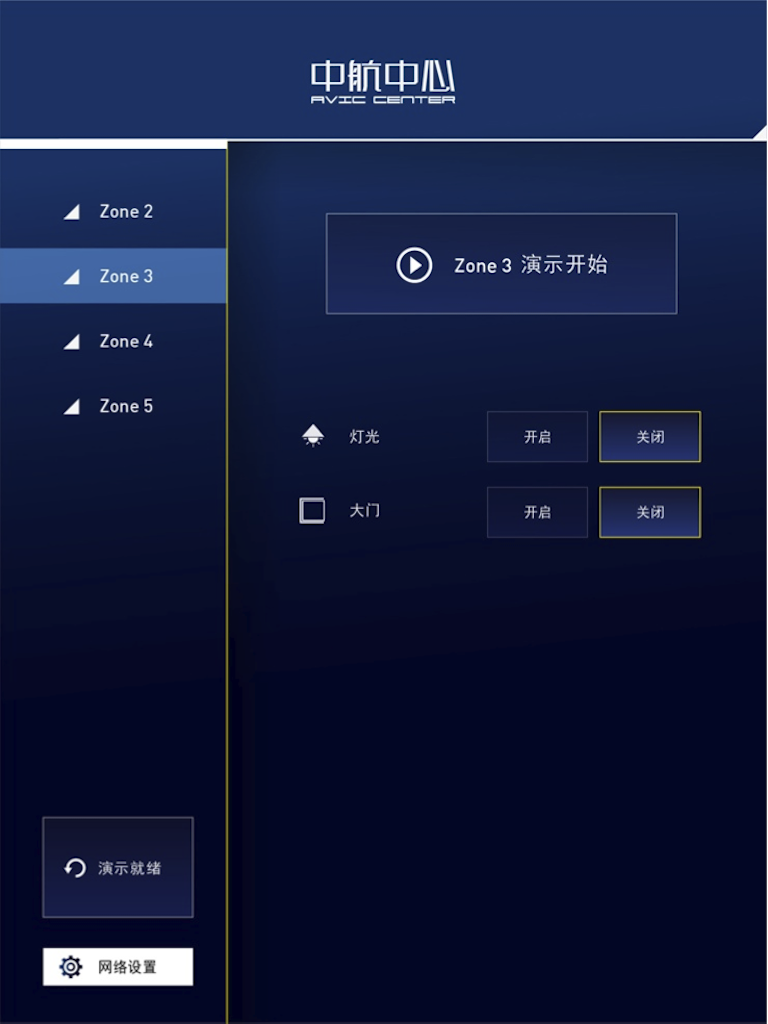 中航中心
AVIC CENTER
Zone 2
Zone 3
Zone 4
Zone 5
演示就绪
网络设置
Zone 3 演示开始
灯光 开启 关闭
大门 开启 关闭